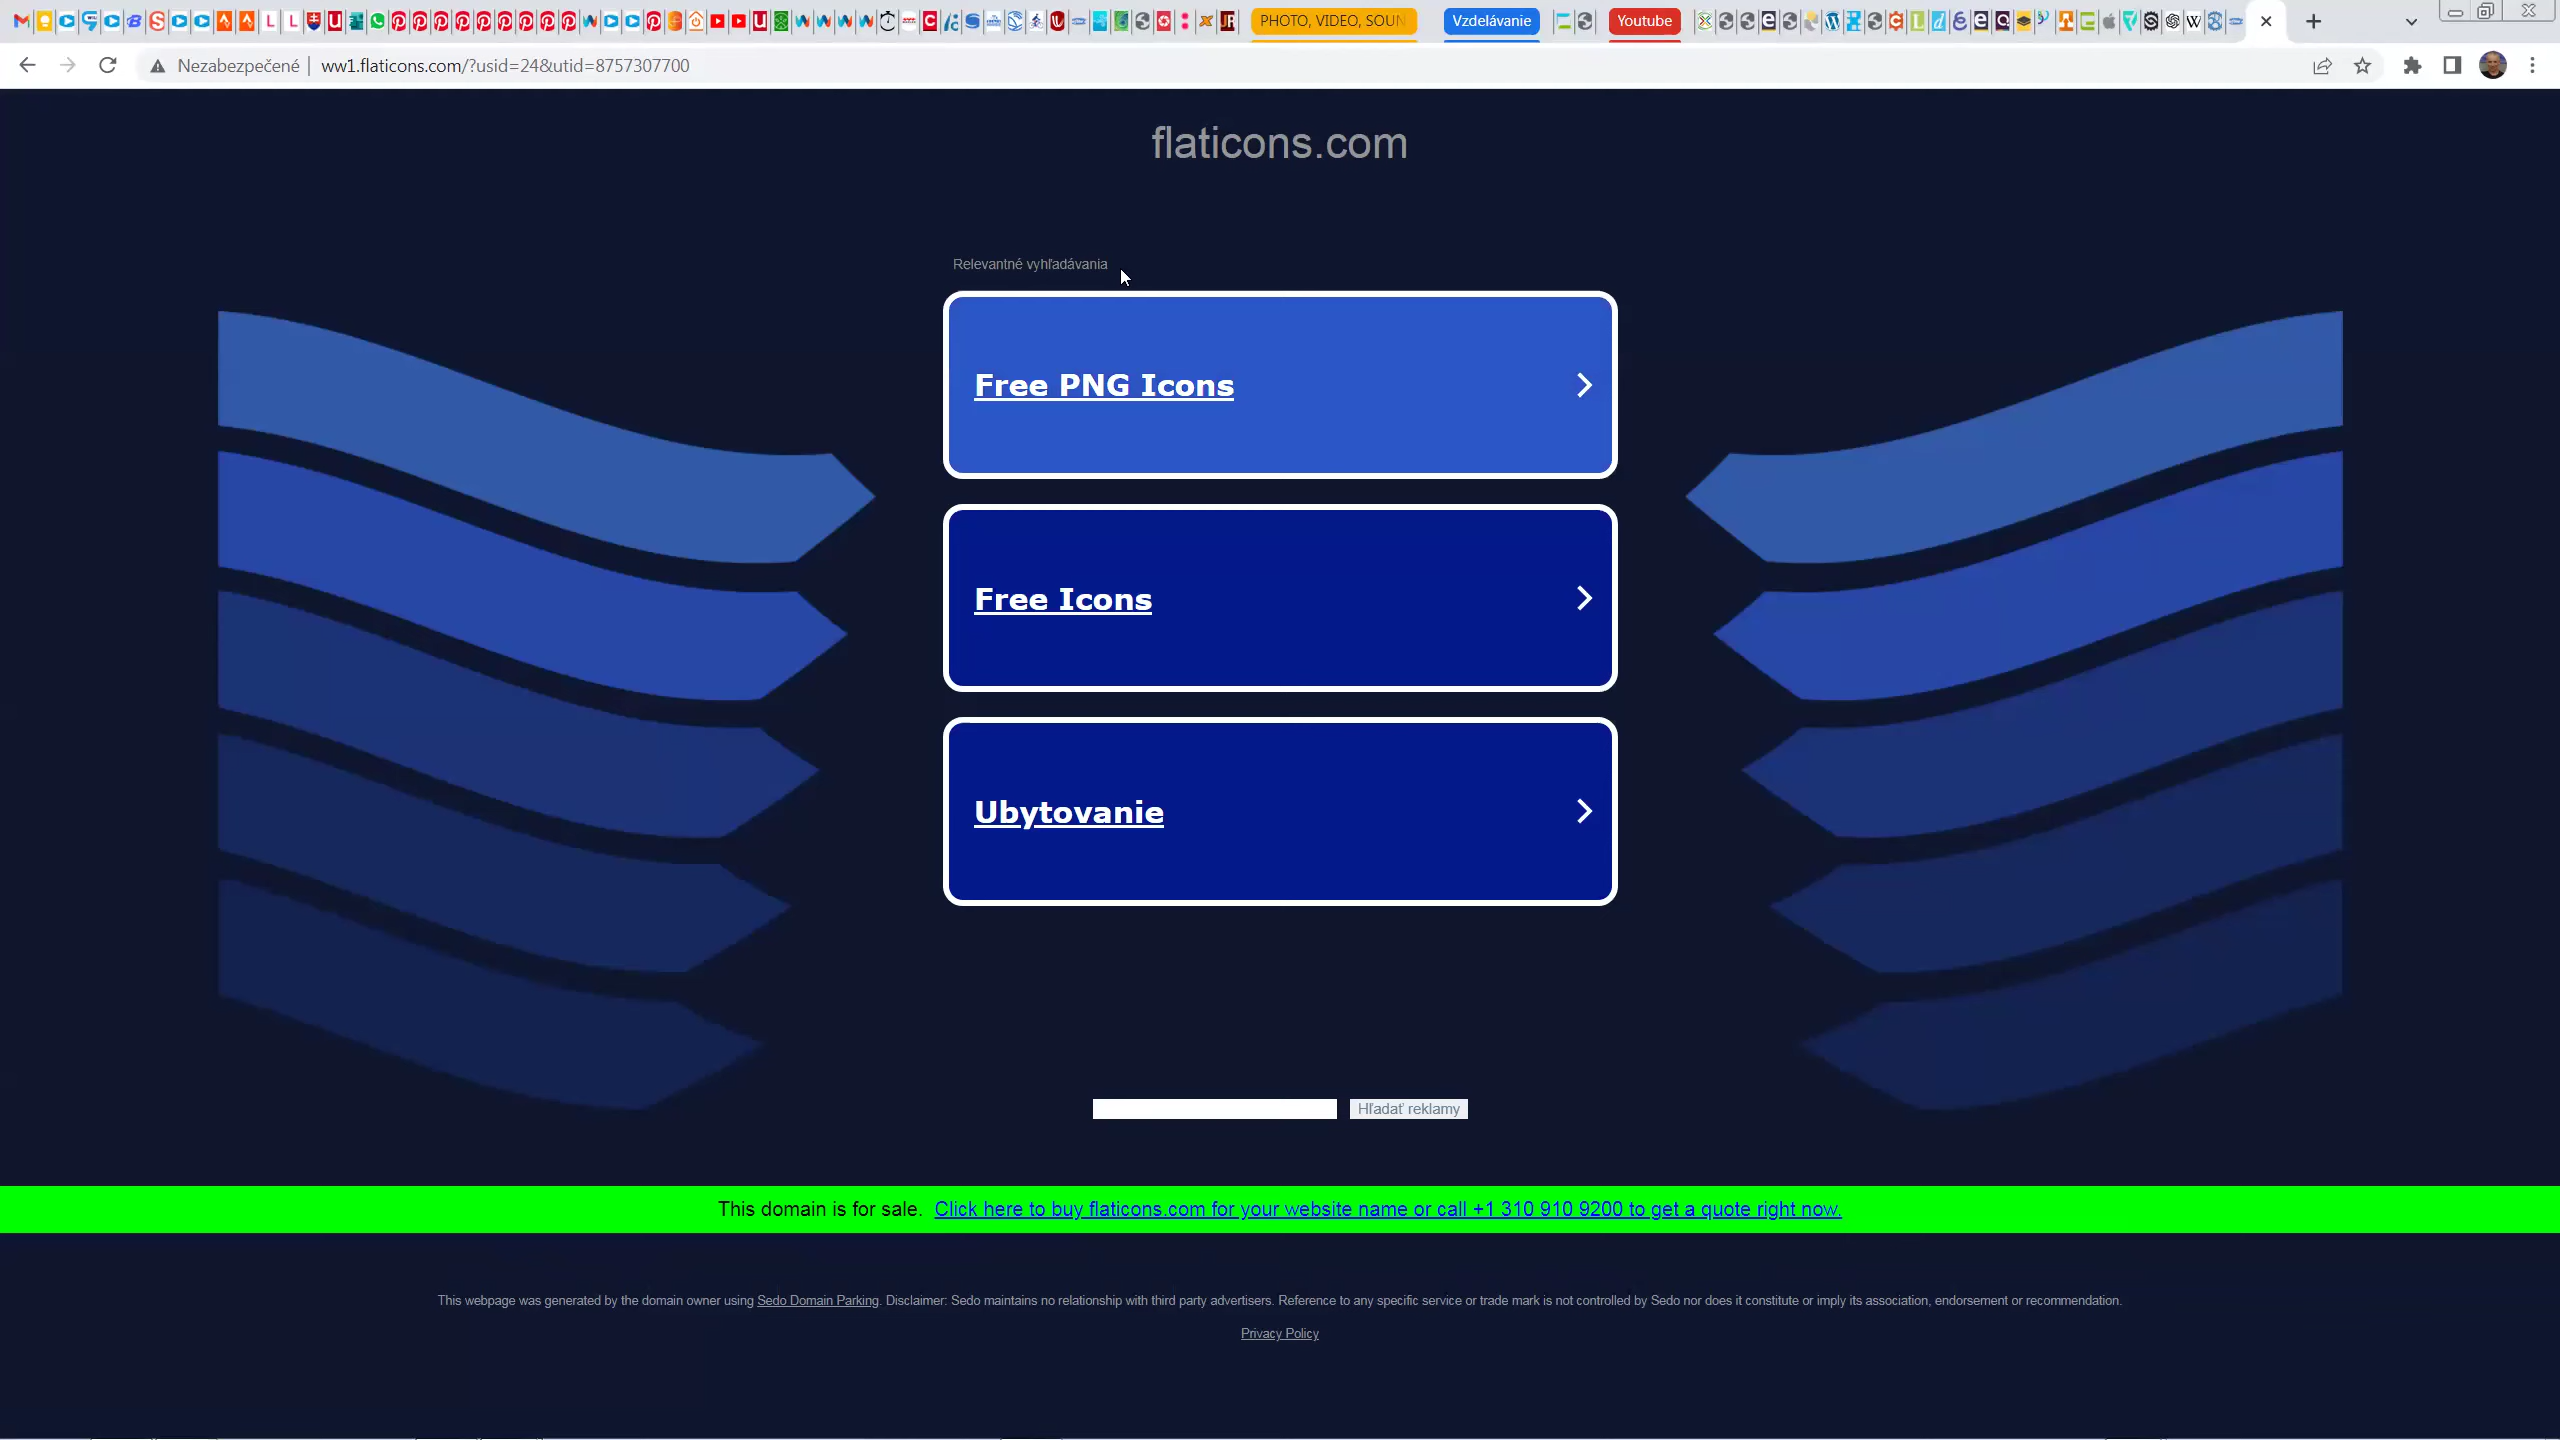 PHOTO, VIDEO, SOUN
Vzdelávanie
Youtube
Nezabezpečené
ww1.flaticons.com/?usid=24&utid=8757307700
flaticons.com
Relevantné vyhľadávania
Free PNG Icons
Free Icons
Ubytovanie
Hľadať reklamy
This domain is for sale. Click here to buy flaticons.com for your website name or call +1 310 910 9200 to get a quote right now.
This webpage was generated by the domain owner using Sedo Domain Parking. Disclaimer: Sedo maintains no relationship with third party advertisers. Reference to any specific service or trade mark is not controlled by Sedo nor does it constitute or imply its association, endorsement or recommendation.
Privacy Policy